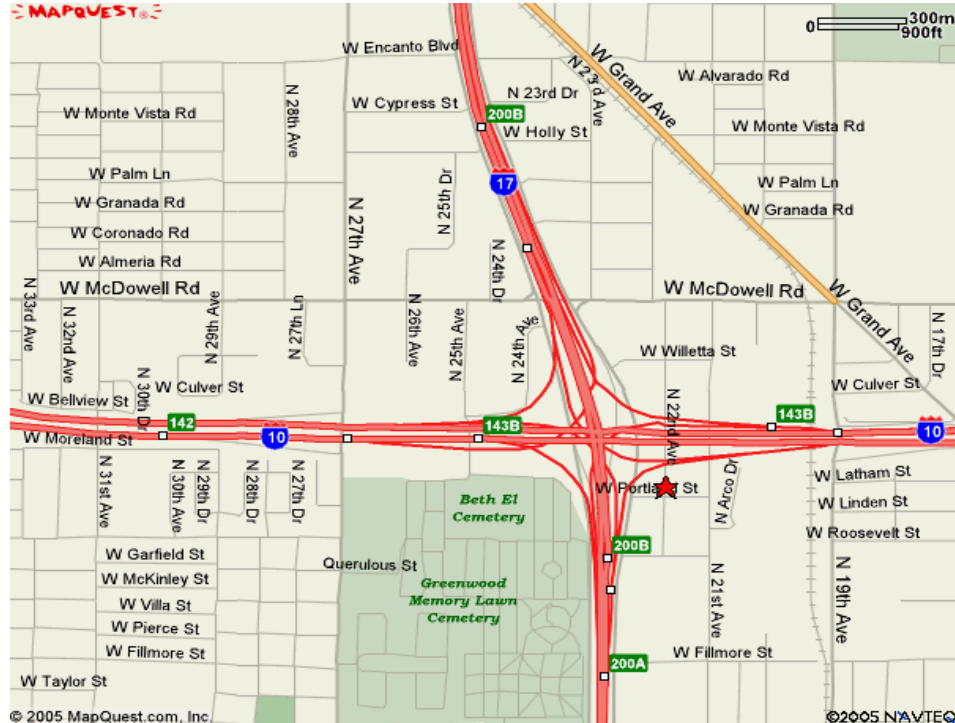 MAPQUEST
0 300m
900ft
W Encanto Blvd
W Grand Ave
N 23rd Ave
W Alvarado Rd
N 28th Ave
W Cypress St
N 23rd Dr
W Monte Vista Rd
200B
W Holly St
W Monte Vista Rd
W Palm Ln
17
N 25th Dr
W Palm Ln
W Granada Rd
N 27th Ave
W Granada Rd
W Coronado Rd
N 24th Dr
W Almeria Rd
W McDowell Rd
W McDowell Rd
W Grand Ave
N 33rd Ave
N 32nd Ave
N 29th Ave
N 27th Ln
N 26th Ave
N 25th Ave
N 24th Ave
N 17th Dr
W Willetta St
N 30th Dr
W Culver St
N 22nd Ave
W Culver St
W Bellview St
142
143B
143B
W Moreland St
10
10
N 31st Ave
N 30th Ave
N 29th Dr
N 28th Dr
N 27th Dr
N Arco Dr
W Latham St
W Portland St
Beth El
Cemetery
W Linden St
W Roosevelt St
200B
W Garfield St
Querulous St
N 21st Ave
N 19th Ave
W McKinley St
Greenwood
Memory Lawn
Cemetery
W Villa St
W Pierce St
W Fillmore St
W Fillmore St
200A
W Taylor St
© 2005 MapQuest.com, Inc.
©2005 NAVTEQ